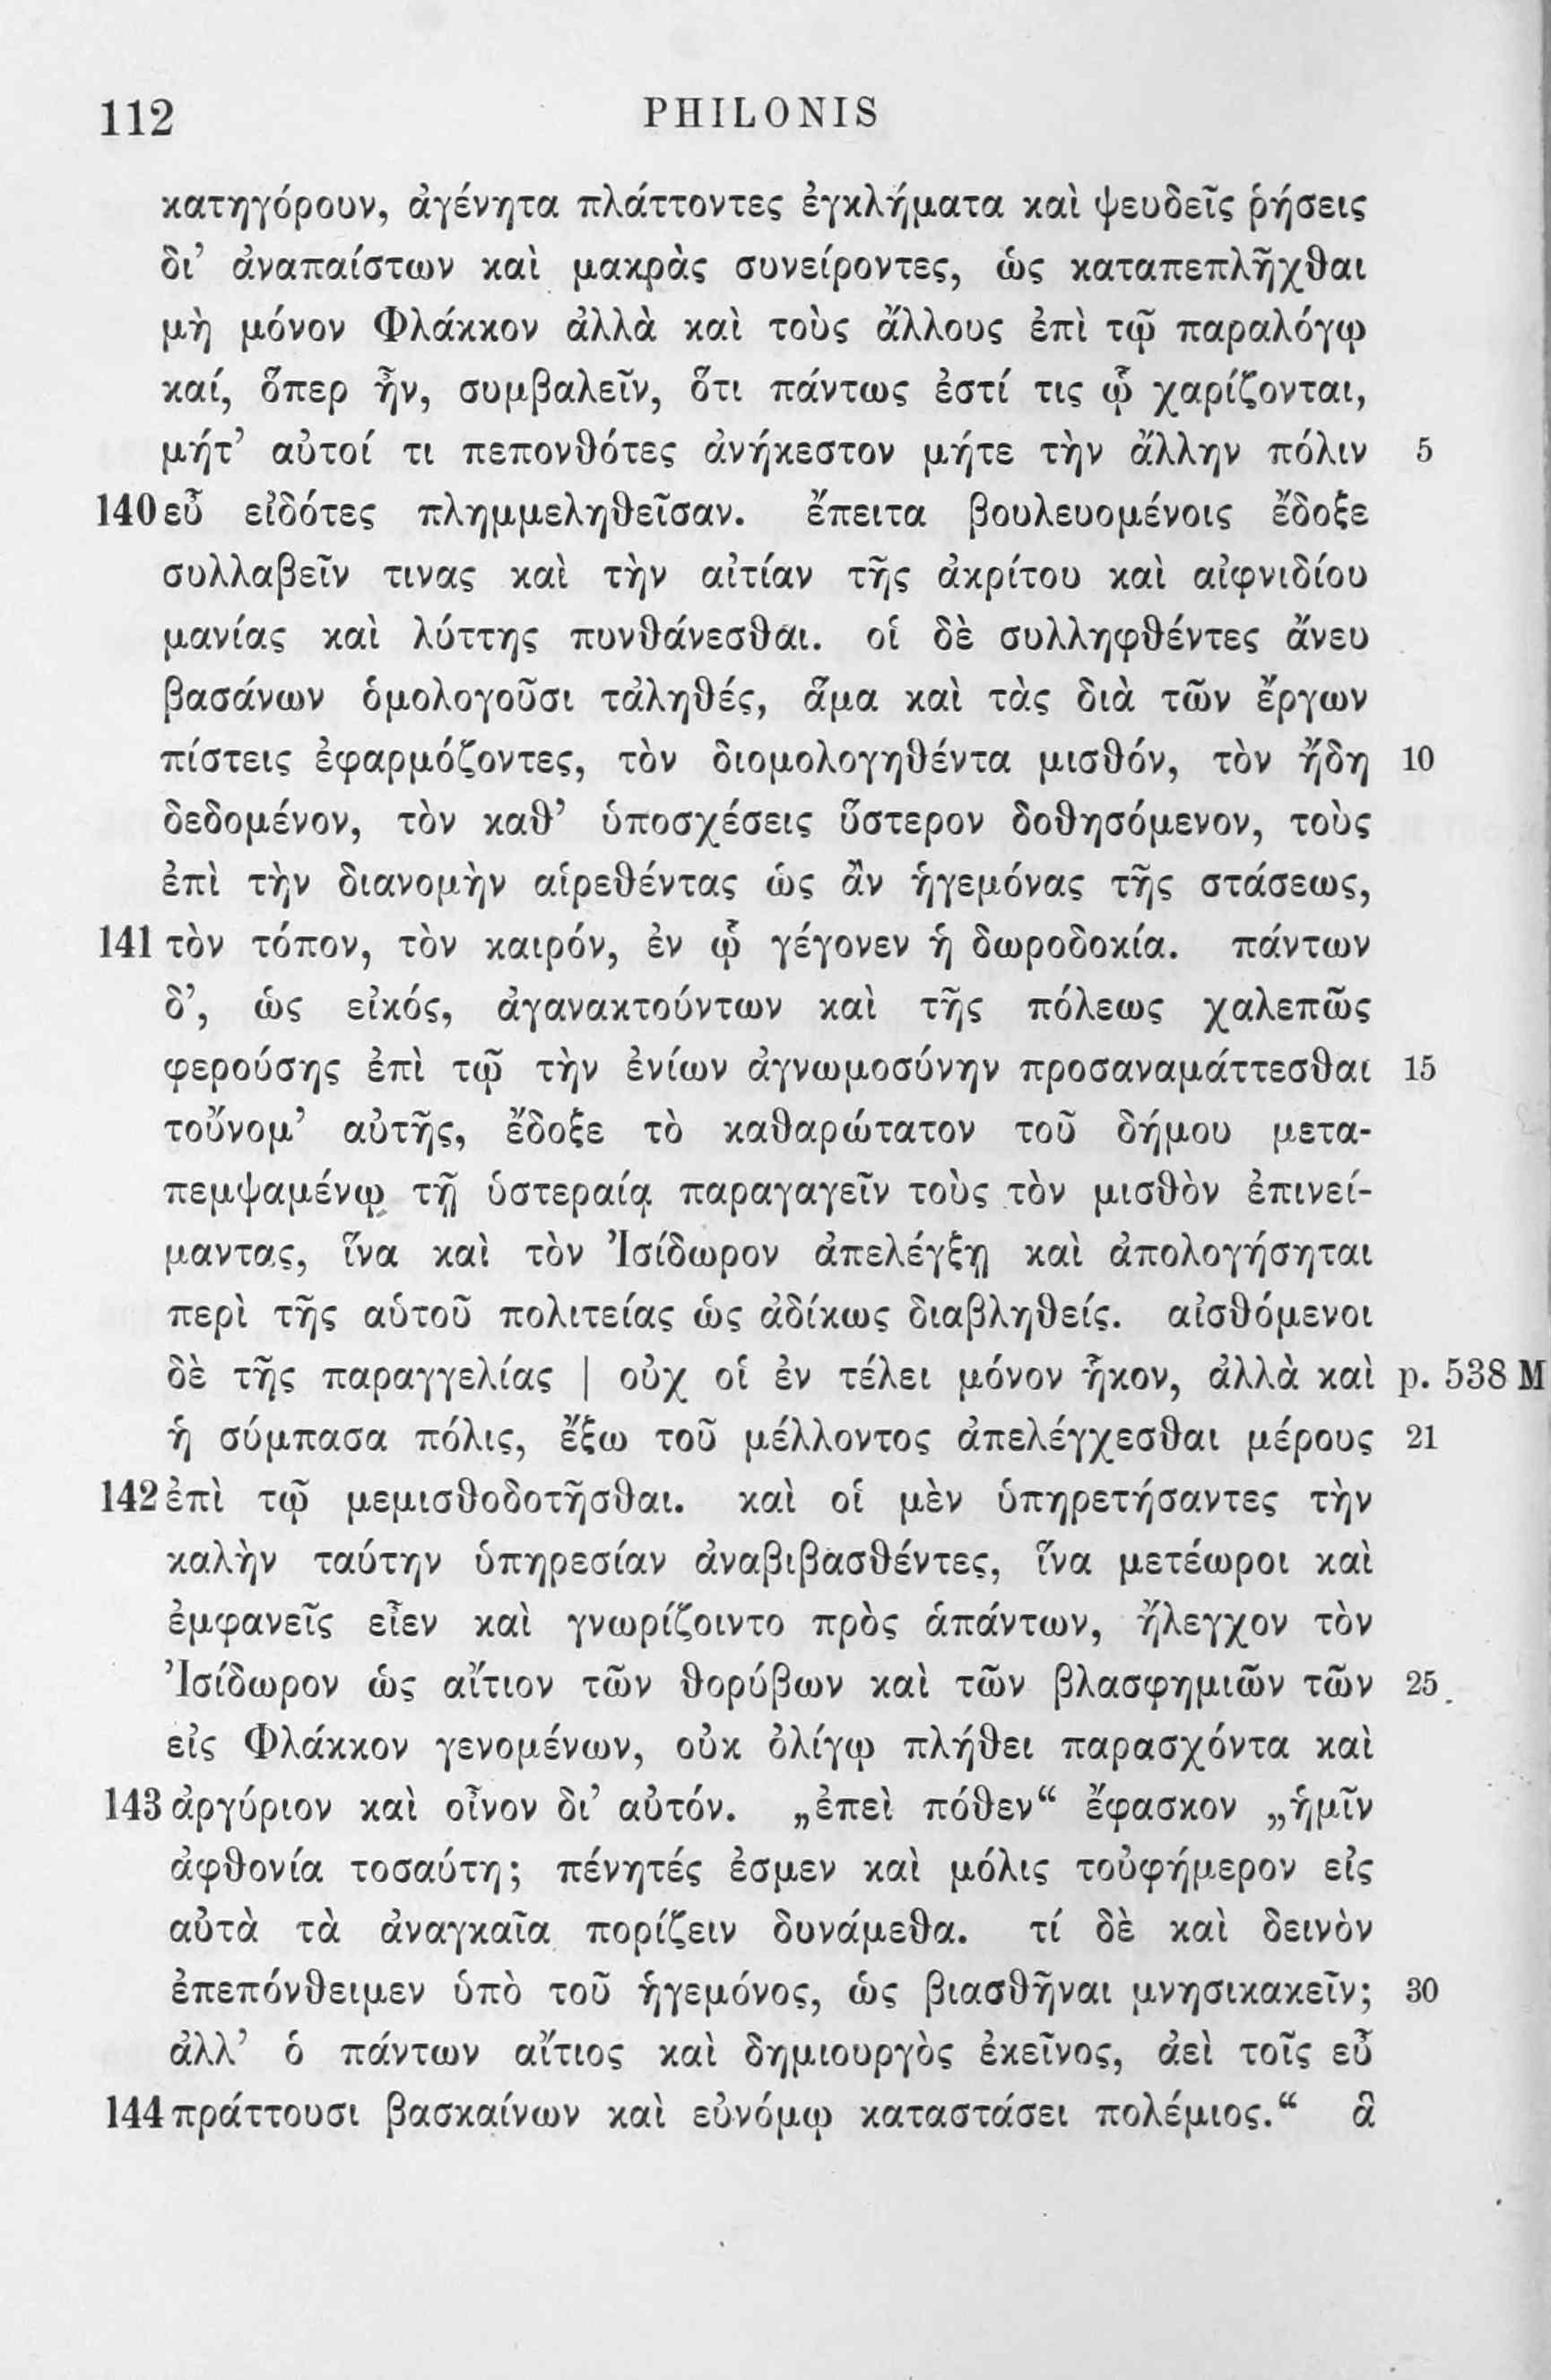 112 PHILONIS
κατηγόρουν, ἀγένητα πλάττοντες ἐγκλήματα καὶ ψευδεῖς ῥήσεις
δι’ ἀναπαίστων καὶ μακρὰς συνείροντες, ὡς καταπεπλῆχθαι
μὴ μόνον Φλάκκον ἀλλὰ καὶ τοὺς ἄλλους ἐπὶ τῷ παραλόγῳ
καί, ὅπερ ἦν, συμβαλεῖν, ὅτι πάντως ἐστί τις ᾧ χαρίζονται,
μήτ’ αὐτοί τι πεπονθότες ἀνήκεστον μήτε τὴν ἄλλην πόλιν 5
140 εὖ εἰδότες πλημμεληθεῖσαν. ἔπειτα βουλευομένοις ἔδοξε
συλλαβεῖν τινας καὶ τὴν αἰτίαν τῆς ἀκρίτου καὶ αἰφνιδίου
μανίας καὶ λύττης πυνθάνεσθαι. οἱ δὲ συλληφθέντες ἄνευ
βασάνων ὁμολογοῦσι τἀληθές, ἅμα καὶ τὰς διὰ τῶν ἔργων
πίστεις ἐφαρμόζοντες, τὸν διομολογηθέντα μισθόν, τὸν ἤδη 10
δεδομένον, τὸν καθ’ ὑποσχέσεις ὕστερον δοθησόμενον, τοὺς
ἐπὶ τὴν διανομὴν αἱρεθέντας ὡς ἂν ἡγεμόνας τῆς στάσεως,
141 τὸν τόπον, τὸν καιρόν, ἐν ᾧ γέγονεν ἡ δωροδοκία. πάντων
δ’, ὡς εἰκός, ἀγανακτούντων καὶ τῆς πόλεως χαλεπῶς
φερούσης ἐπὶ τῷ τὴν ἐνίων ἀγνωμοσύνην προσαναμάττεσθαι 15
τοὔνομ’ αὐτῆς, ἔδοξε τὸ καθαρώτατον τοῦ δήμου μετα-
πεμψαμένῳ τῇ ὑστεραίᾳ παραγαγεῖν τοὺς τὸν μισθὸν ἐπινεί-
μαντας, ἵνα καὶ τὸν Ἰσίδωρον ἀπελέγξῃ καὶ ἀπολογήσηται
περὶ τῆς αὑτοῦ πολιτείας ὡς ἀδίκως διαβληθείς. αἰσθόμενοι
δὲ τῆς παραγγελίας | οὐχ οἱ ἐν τέλει μόνον ἧκον, ἀλλὰ καὶ p. 538 M
ἡ σύμπασα πόλις, ἔξω τοῦ μέλλοντος ἀπελέγχεσθαι μέρους 21
142 ἐπὶ τῷ μεμισθοδοτῆσθαι. καὶ οἱ μὲν ὑπηρετήσαντες τὴν
καλὴν ταύτην ὑπηρεσίαν ἀναβιβασθέντες, ἵνα μετέωροι καὶ
ἐμφανεῖς εἶεν καὶ γνωρίζοιντο πρὸς ἁπάντων, ἤλεγχον τὸν
Ἰσίδωρον ὡς αἴτιον τῶν θορύβων καὶ τῶν βλασφημιῶν τῶν 25
εἰς Φλάκκον γενομένων, οὐκ ὀλίγῳ πλήθει παρασχόντα καὶ
143 ἀργύριον καὶ οἶνον δι’ αὐτόν. „ἐπεὶ πόθεν“ ἔφασκον „ἡμῖν
ἀφθονία τοσαύτη; πένητές ἐσμεν καὶ μόλις τοὐφήμερον εἰς
αὐτὰ τὰ ἀναγκαῖα πορίζειν δυνάμεθα. τί δὲ καὶ δεινὸν
ἐπεπόνθειμεν ὑπὸ τοῦ ἡγεμόνος, ὡς βιασθῆναι μνησικακεῖν; 30
ἀλλ’ ὁ πάντων αἴτιος καὶ δημιουργὸς ἐκεῖνος, ἀεὶ τοῖς εὖ
144 πράττουσι βασκαίνων καὶ εὐνόμῳ καταστάσει πολέμιος.“ ἃ